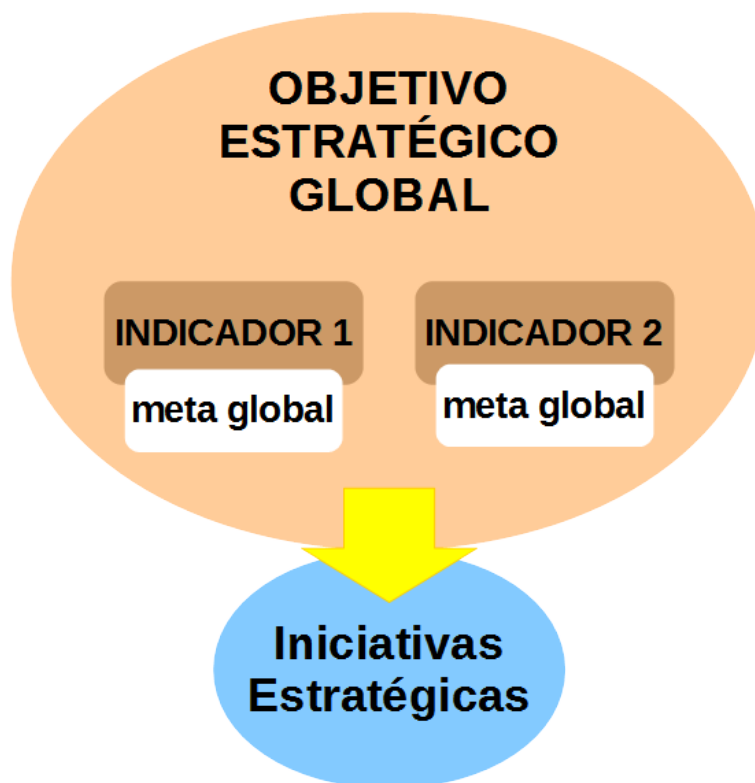 OBJETIVO
ESTRATÉGICO
GLOBAL
INDICADOR 1
INDICADOR 2
meta global
meta global
Iniciativas
Estratégicas